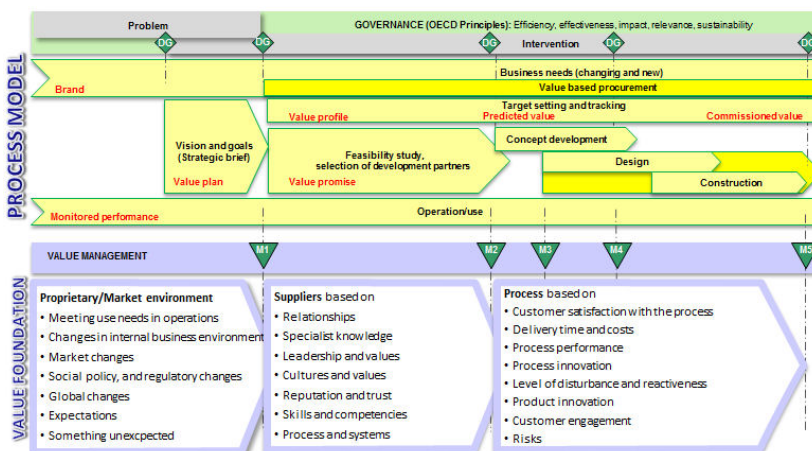 Problem
GOVERNANCE (OECD Principles): Efficiency, effectiveness, impact, relevance, sustainability
DG
DG
DG
Intervention
DG
DG
PROCESS MODEL
Business needs (changing and new)
Brand
Value based procurement
Target setting and tracking
Value profile
Predicted value
Commissioned value
Vision and goals
(Strategic brief)
Value plan
Feasibility study,
selection of development partners
Value promise
Concept development
Design
Construction
Monitored performance
Operation/use
VALUE FOUNDATION
VALUE MANAGEMENT
M1
M2
M3
M4
M5
Proprietary/Market environment
• Meeting use needs in operations
• Changes in internal business environment
• Market changes
• Social policy, and regulatory changes
• Global changes
• Expectations
• Something unexpected
Suppliers based on
• Relationships
• Specialist knowledge
• Leadership and values
• Cultures and values
• Reputation and trust
• Skills and competencies
• Process and systems
Process based on
• Customer satisfaction with the process
• Delivery time and costs
• Process performance
• Process innovation
• Level of disturbance and reactiveness
• Product innovation
• Customer engagement
• Risks